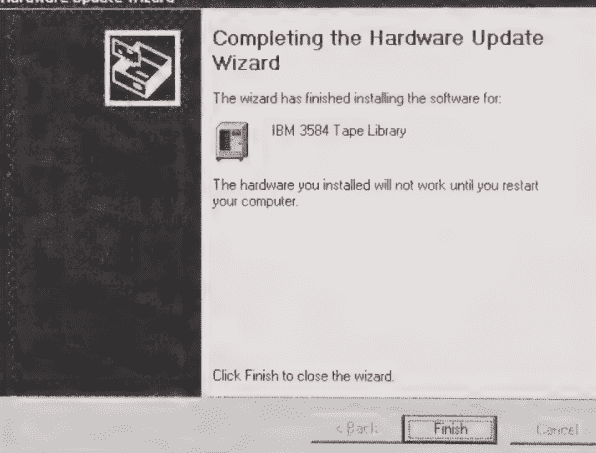 Hardware Update Wizard
Completing the Hardware Update
Wizard
The wizard has finished installing the software for:
IBM 3584 Tape Library
The hardware you installed will not work until you restart
your computer.
Click Finish to close the wizard.
< Back
Finish
Cancel